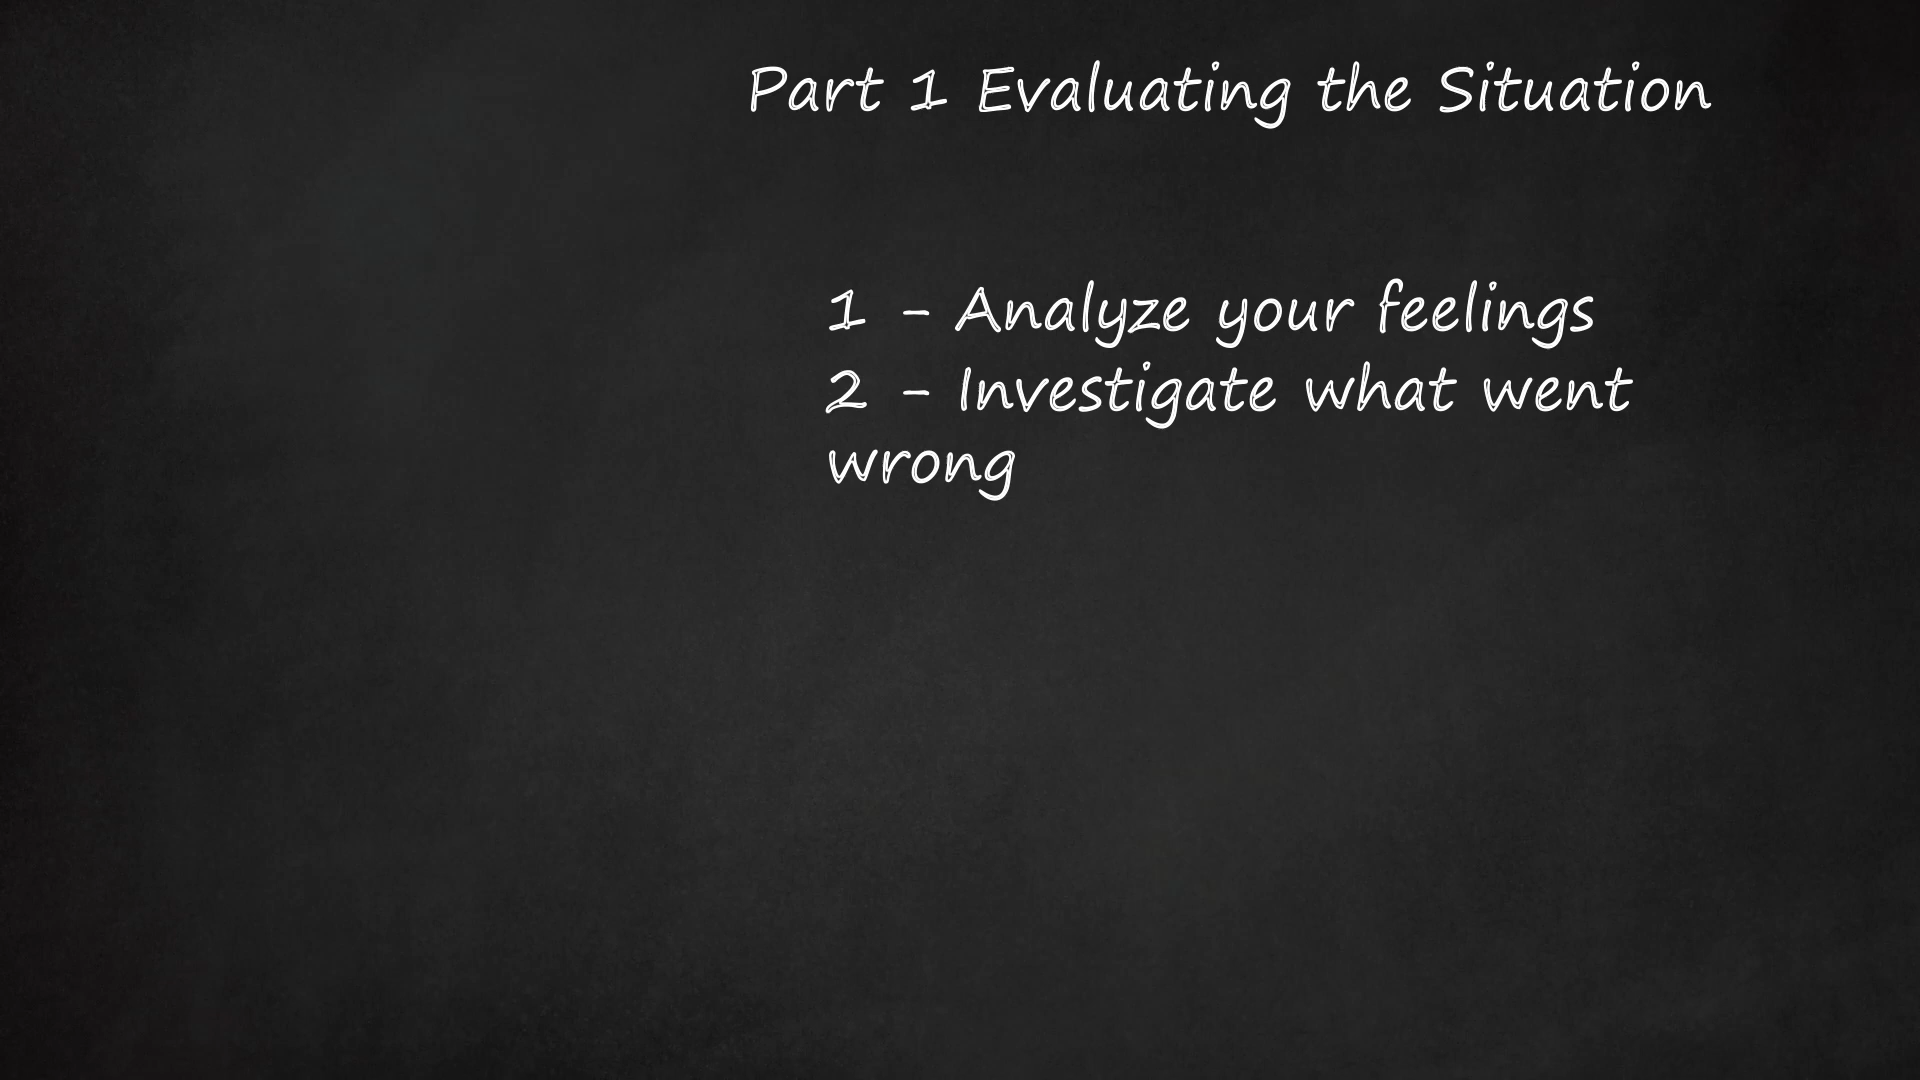 Part 1 Evaluating the Situation
1 - Analyze your feelings
2 - Investigate what went
wrong